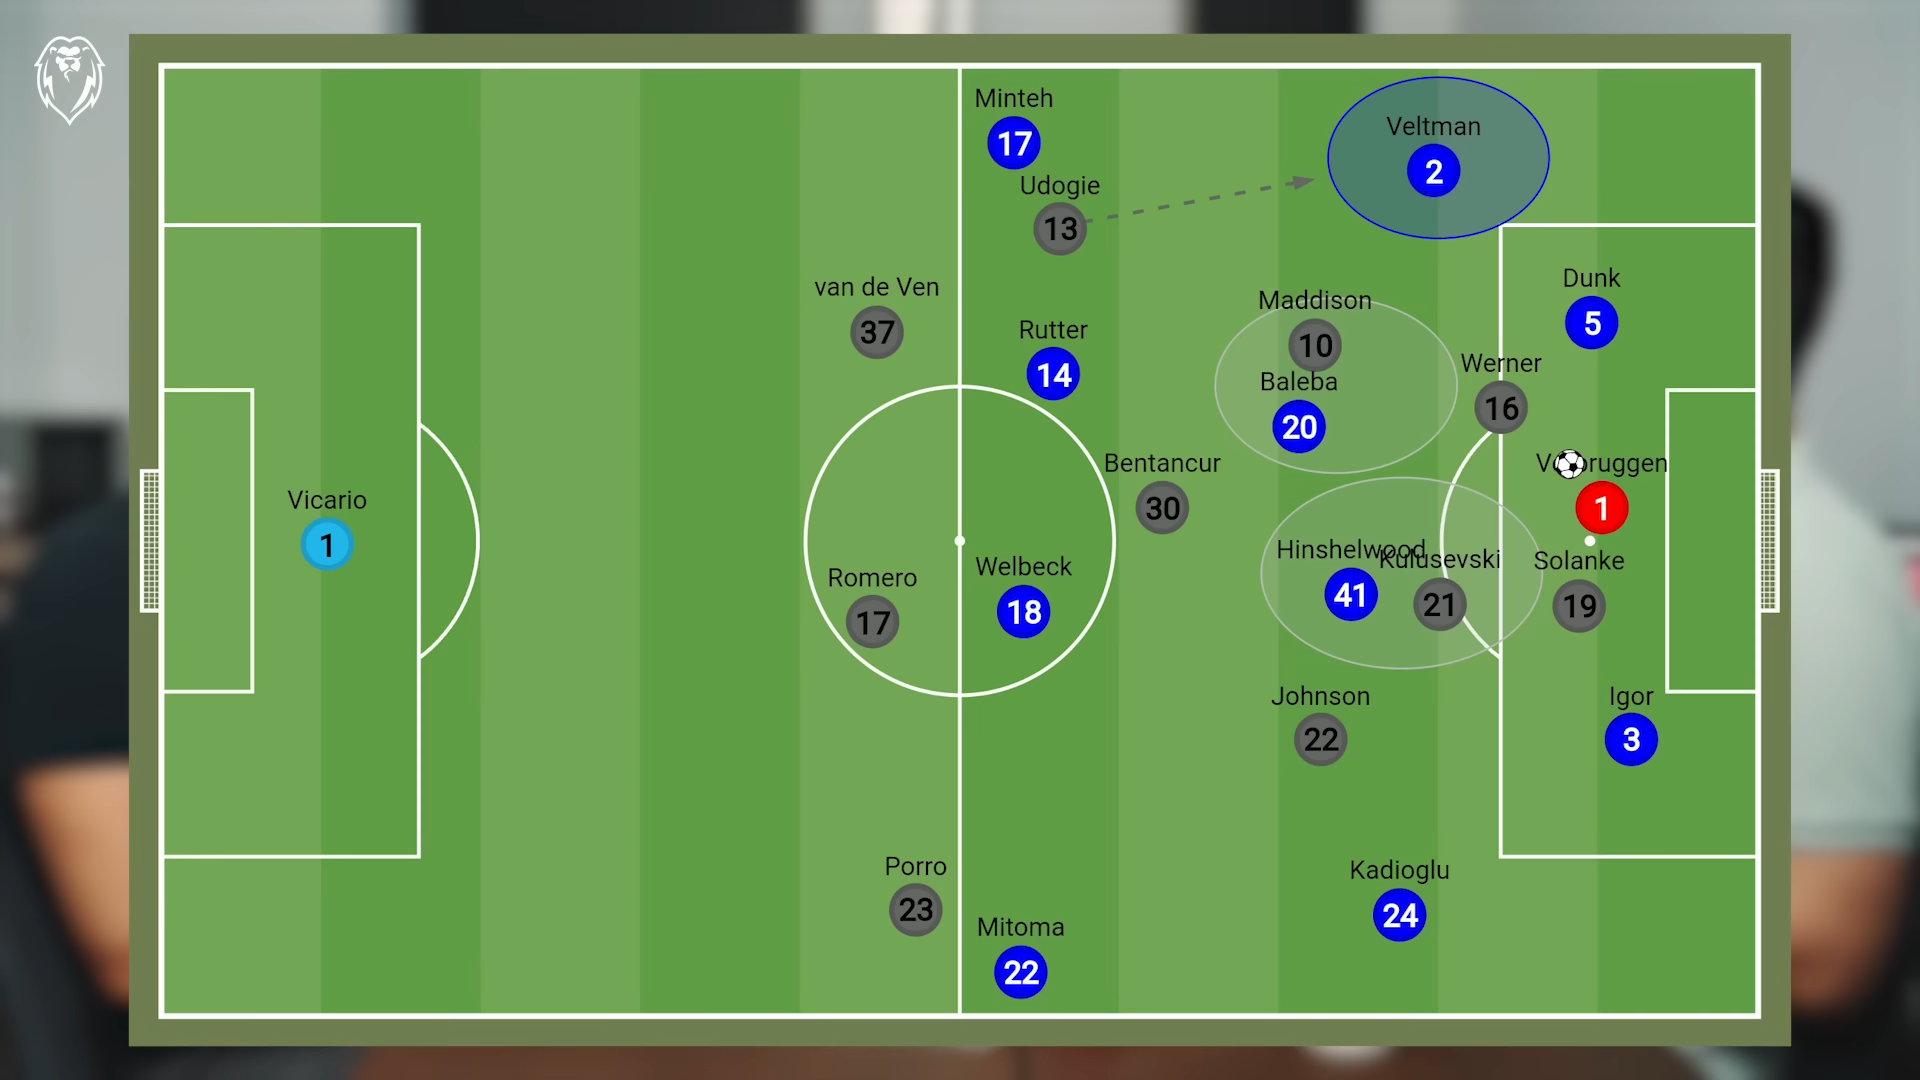 Minteh
17
Veltman
2
Udogie
13
Dunk
5
van de Ven
37
Maddison
10
Rutter
14
Werner
16
Baleba
20
Bentancur
30
1
Vicario
1
Hinshelwood
41
Kulusevski
21
Solanke
19
Welbeck
18
Romero
17
Johnson
22
Igor
3
Porro
23
Kadioglu
24
Mitoma
22